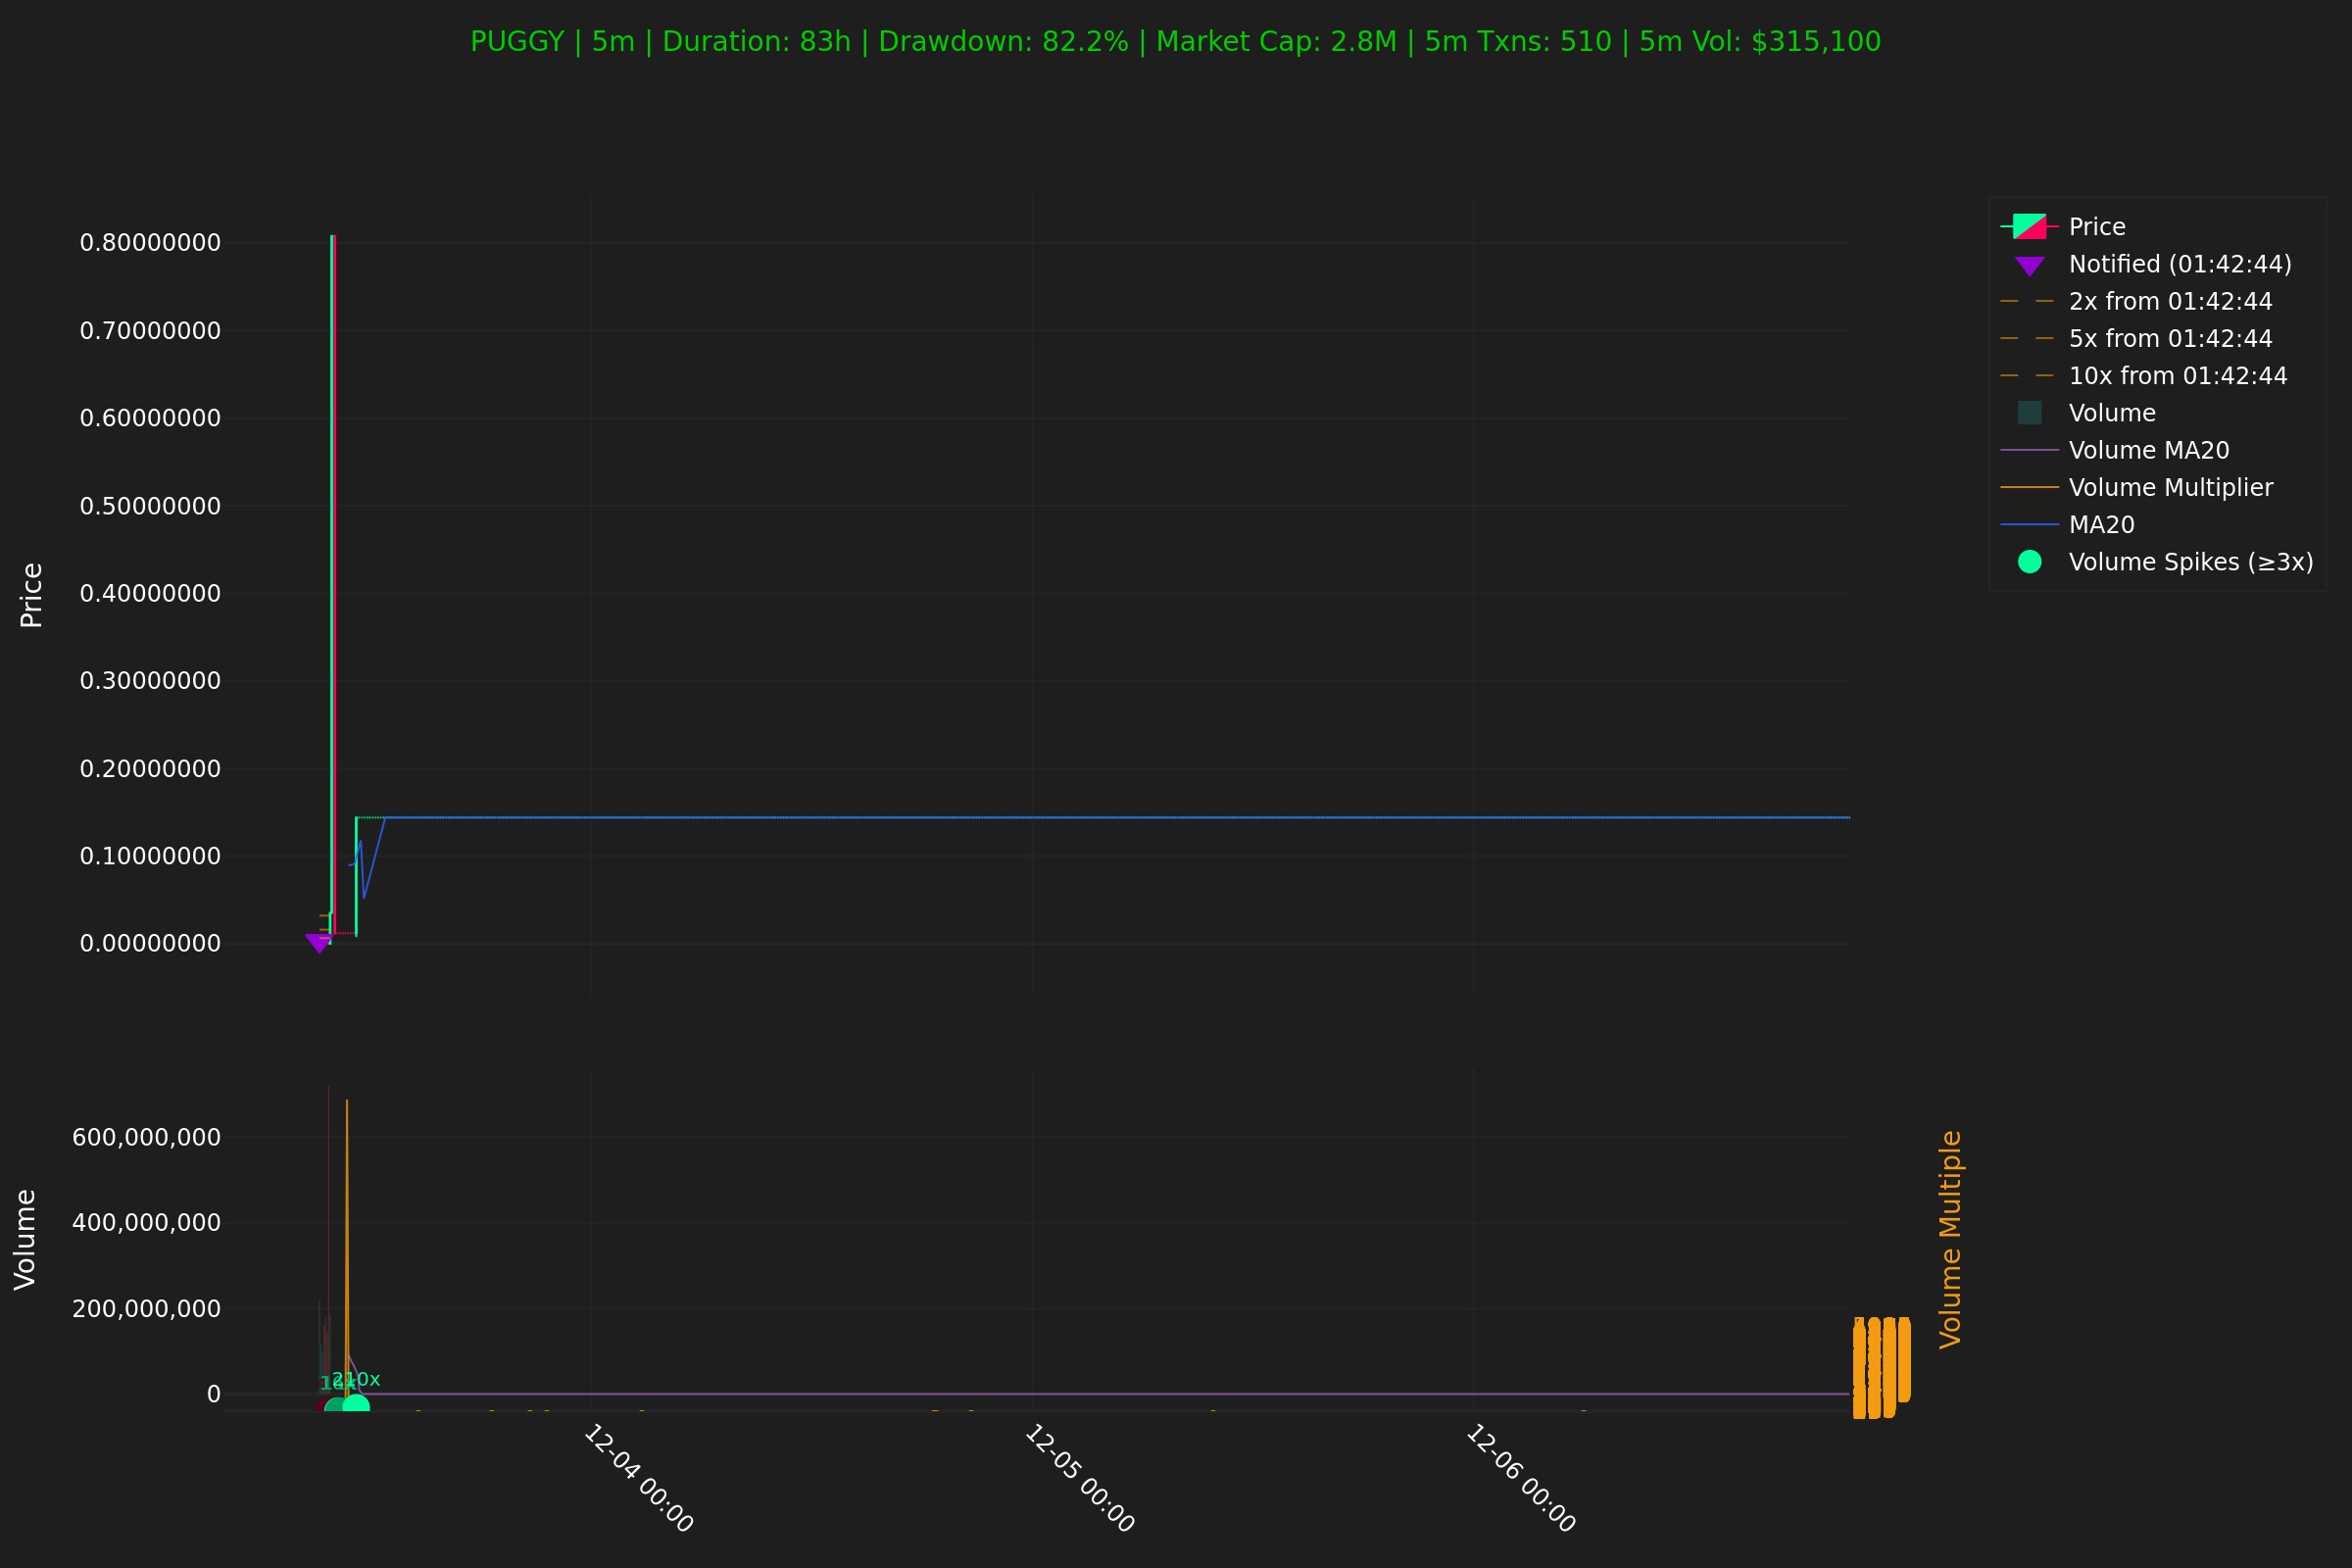 PUGGY | 5m | Duration: 83h | Drawdown: 82.2% | Market Cap: 2.8M | 5m Txns: 510 | 5m Vol: $315,100
Price
0.80000000
0.70000000
0.60000000
0.50000000
0.40000000
0.30000000
0.20000000
0.10000000
0.00000000
Price
Notified (01:42:44)
2x from 01:42:44
5x from 01:42:44
10x from 01:42:44
Volume
Volume MA20
Volume Multiplier
MA20
Volume Spikes (≥3x)
Volume
600,000,000
400,000,000
200,000,000
0
210x
Volume Multiple
12-04 00:00
12-05 00:00
12-06 00:00